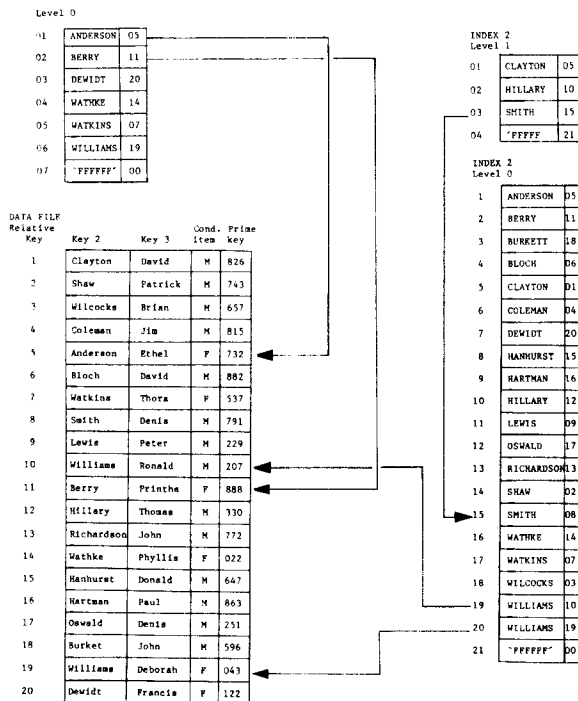 Level 0
01 ANDERSON 05
02 BERRY 11
03 DEWIDT 20
04 WATHKE 14
05 WATKINS 07
06 WILLIAMS 19
07 "FFFFFF" 00
INDEX 2
Level 1
01 CLAYTON 05
02 HILLARY 10
03 SMITH 15
04 "FFFFF 21
INDEX 2
Level 0
1 ANDERSON 05
2 BERRY 11
3 BURKETT 18
4 BLOCH 06
5 CLAYTON 01
6 COLEMAN 04
7 DEWIDT 20
8 HANHURST 15
9 HARTMAN 16
10 HILLARY 12
11 LEWIS 09
12 OSWALD 17
13 RICHARDSON 13
14 SHAW 02
15 SMITH 08
16 WATHKE 14
17 WATKINS 07
18 WILCOCKS 03
19 WILLIAMS 10
20 WILLIAMS 19
21 "FFFFFF" 00
DATA FILE
Relative Key Key 2 Key 3 Cond. item Prime key
1 Clayton David M 826
2 Shaw Patrick M 743
3 Wilcocks Brian M 657
4 Coleman Jim M 815
5 Anderson Ethel F 732
6 Bloch David M 882
7 Watkins Thora F 537
8 Smith Denis M 791
9 Lewis Peter M 229
10 Williams Ronald M 207
11 Berry Printha F 888
12 Hillary Thomas M 330
13 Richardson John M 772
14 Wathke Phyllis F 022
15 Hanhurst Donald M 647
16 Hartman Paul M 863
17 Oswald Denis M 251
18 Burket John M 596
19 Williams Deborah F 043
20 Dewidt Francis F 122